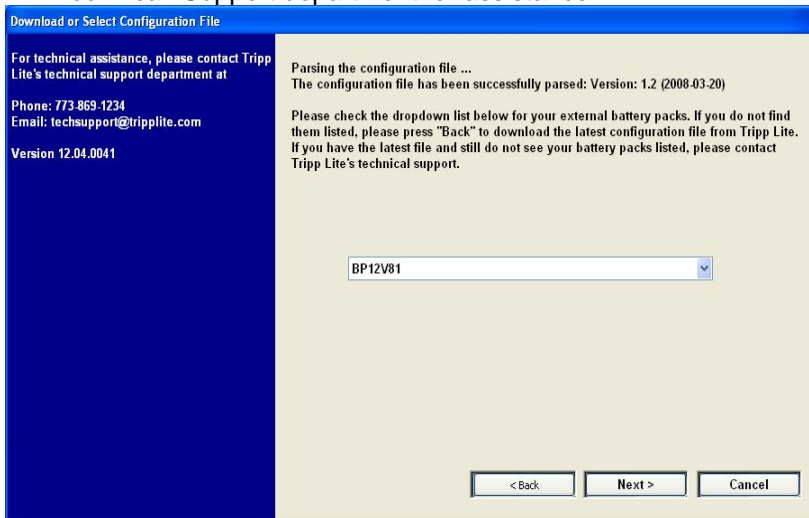 Technical Support department for assistance.
Download or Select Configuration File
For technical assistance, please contact Tripp
Lite's technical support department at
Phone: 773-869-1234
Email: techsupport@tripplite.com
Version 12.04.0041
Parsing the configuration file ...
The configuration file has been successfully parsed: Version: 1.2 (2008-03-20)
Please check the dropdown list below for your external battery packs. If you do not find
them listed, please press "Back" to download the latest configuration file from Tripp Lite.
If you have the latest file and still do not see your battery packs listed, please contact
Tripp Lite's technical support.
BP12V81
< Back
Next >
Cancel